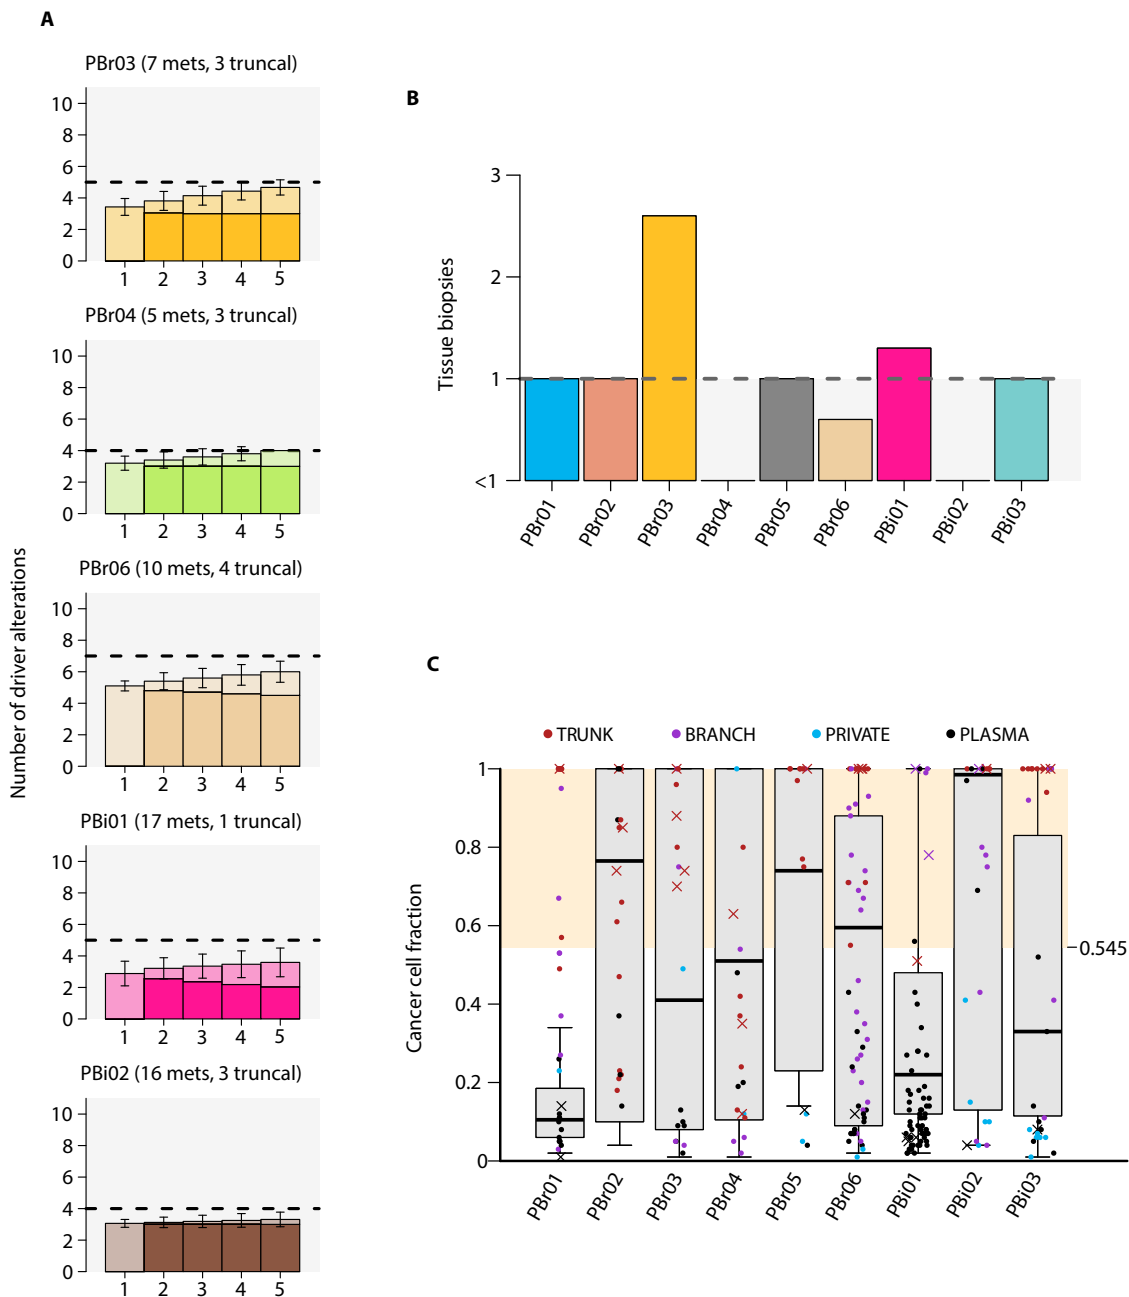 A
PBr03 (7 mets, 3 truncal)
10
8
6
4
2
0
1 2 3 4 5
PBr04 (5 mets, 3 truncal)
10
8
6
4
2
0
1 2 3 4 5
PBr06 (10 mets, 4 truncal)
10
8
6
4
2
0
1 2 3 4 5
PBi01 (17 mets, 1 truncal)
10
8
6
4
2
0
1 2 3 4 5
PBi02 (16 mets, 3 truncal)
10
8
6
4
2
0
1 2 3 4 5
Number of driver alterations
B
Tissue biopsies
3
2
1
<1
PBr01 PBr02 PBr03 PBr04 PBr05 PBr06 PBi01 PBi02 PBi03
C
TRUNK BRANCH PRIVATE PLASMA
Cancer cell fraction
1
0.8
0.6
0.4
0.2
0
0.545
PBr01 PBr02 PBr03 PBr04 PBr05 PBr06 PBi01 PBi02 PBi03